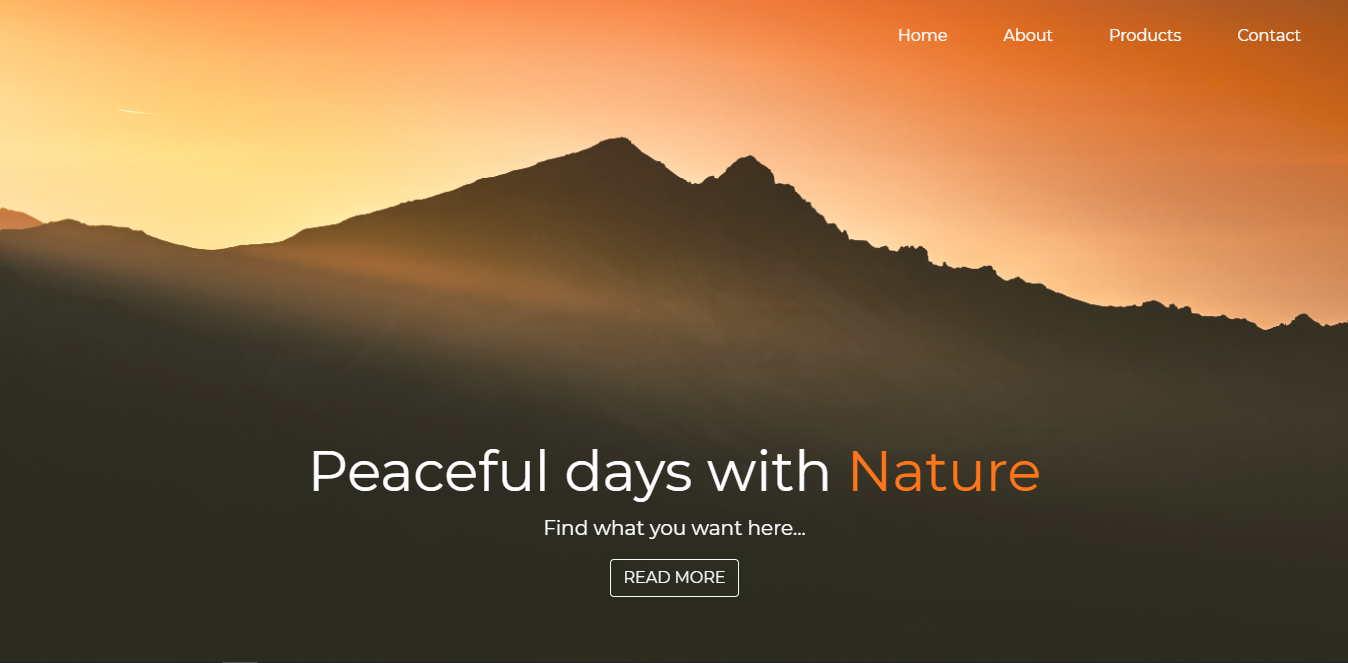 Home About Products Contact
Peaceful days with Nature
Find what you want here...
READ MORE